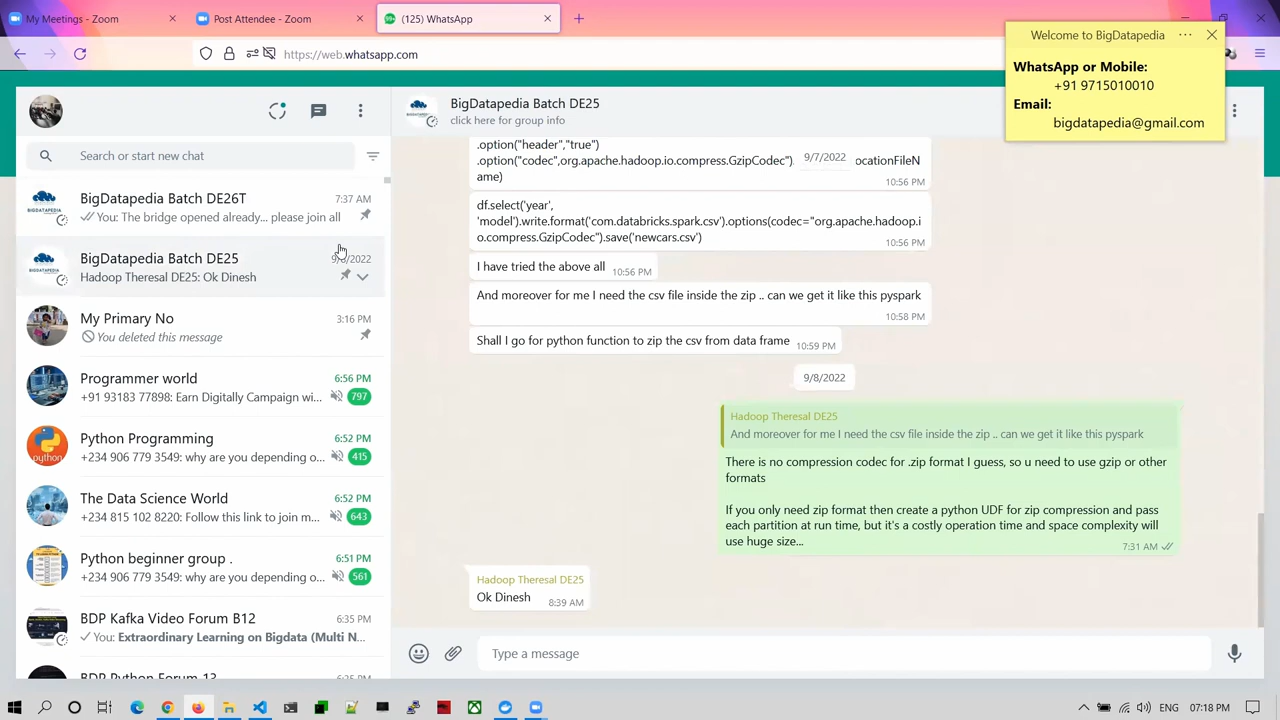 My Meetings - Zoom
Post Attendee - Zoom
99+
(125) WhatsApp
https://web.whatsapp.com
Welcome to BigDatapedia
WhatsApp or Mobile:
+91 9715010010
Email:
bigdatapedia@gmail.com
Search or start new chat
BigDatapedia Batch DE26T
7:37 AM
You: The bridge opened already... please join all
BigDatapedia Batch DE25
Hadoop Theresal DE25: Ok Dinesh
My Primary No
3:16 PM
You deleted this message
Programmer world
6:56 PM
+91 93183 77898: Earn Digitally Campaign wi...
797
Python Programming
6:52 PM
+234 906 779 3549: why are you depending o...
415
python
The Data Science World
6:52 PM
+234 815 102 8220: Follow this link to join m...
643
Python beginner group .
6:51 PM
+234 906 779 3549: why are you depending o...
561
BDP Kafka Video Forum B12
6:35 PM
You: Extraordinary Learning on Bigdata (Multi N...
BDP Python Forum 13
6:35 PM
BigDatapedia Batch DE25
click here for group info
.option("header","true")
.option("codec",org.apache.hadoop.io.compress.GzipCodec")
9/7/2022
ocationFileN
ame)
10:56 PM
df.select('year',
'model').write.format('com.databricks.spark.csv').options(codec="org.apache.hadoop.i
o.compress.GzipCodec").save('newcars.csv')
10:56 PM
I have tried the above all
10:56 PM
And moreover for me I need the csv file inside the zip .. can we get it like this pyspark
10:58 PM
Shall I go for python function to zip the csv from data frame
10:59 PM
9/8/2022
Hadoop Theresal DE25
And moreover for me I need the csv file inside the zip .. can we get it like this pyspark
There is no compression codec for .zip format I guess, so u need to use gzip or other
formats
If you only need zip format then create a python UDF for zip compression and pass
each partition at run time, but it's a costly operation time and space complexity will
use huge size...
7:31 AM
Hadoop Theresal DE25
Ok Dinesh
8:39 AM
Type a message
ENG
07:18 PM